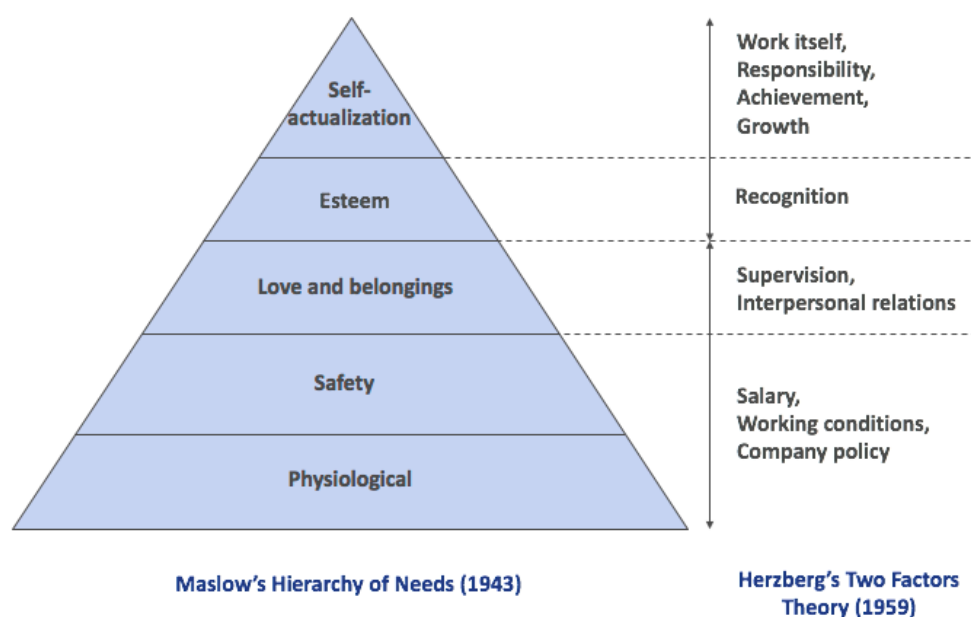 Self-
actualization
Esteem
Love and belongings
Safety
Physiological
Work itself,
Responsibility,
Achievement,
Growth
Recognition
Supervision,
Interpersonal relations
Salary,
Working conditions,
Company policy
Maslow’s Hierarchy of Needs (1943)
Herzberg’s Two Factors
Theory (1959)